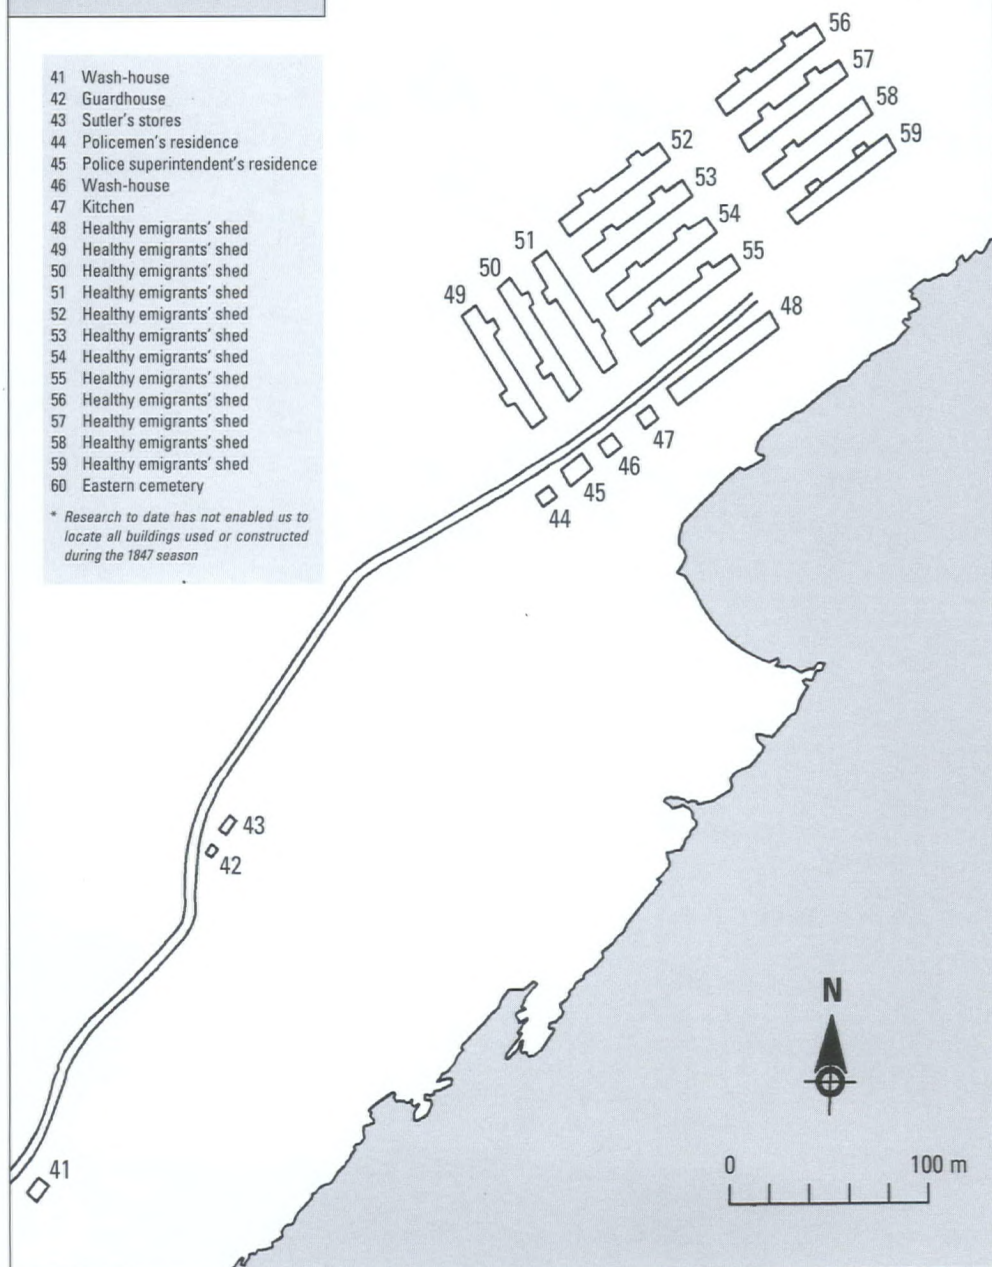 41 Wash-house
42 Guardhouse
43 Sutler's stores
44 Policemen's residence
45 Police superintendent's residence
46 Wash-house
47 Kitchen
48 Healthy emigrants' shed
49 Healthy emigrants' shed
50 Healthy emigrants' shed
51 Healthy emigrants' shed
52 Healthy emigrants' shed
53 Healthy emigrants' shed
54 Healthy emigrants' shed
55 Healthy emigrants' shed
56 Healthy emigrants' shed
57 Healthy emigrants' shed
58 Healthy emigrants' shed
59 Healthy emigrants' shed
60 Eastern cemetery
* Research to date has not enabled us to
locate all buildings used or constructed
during the 1847 season
56
57
58
59
52
53
54
55
51
50
49
48
47
46
45
44
43
42
41
N
0 100 m